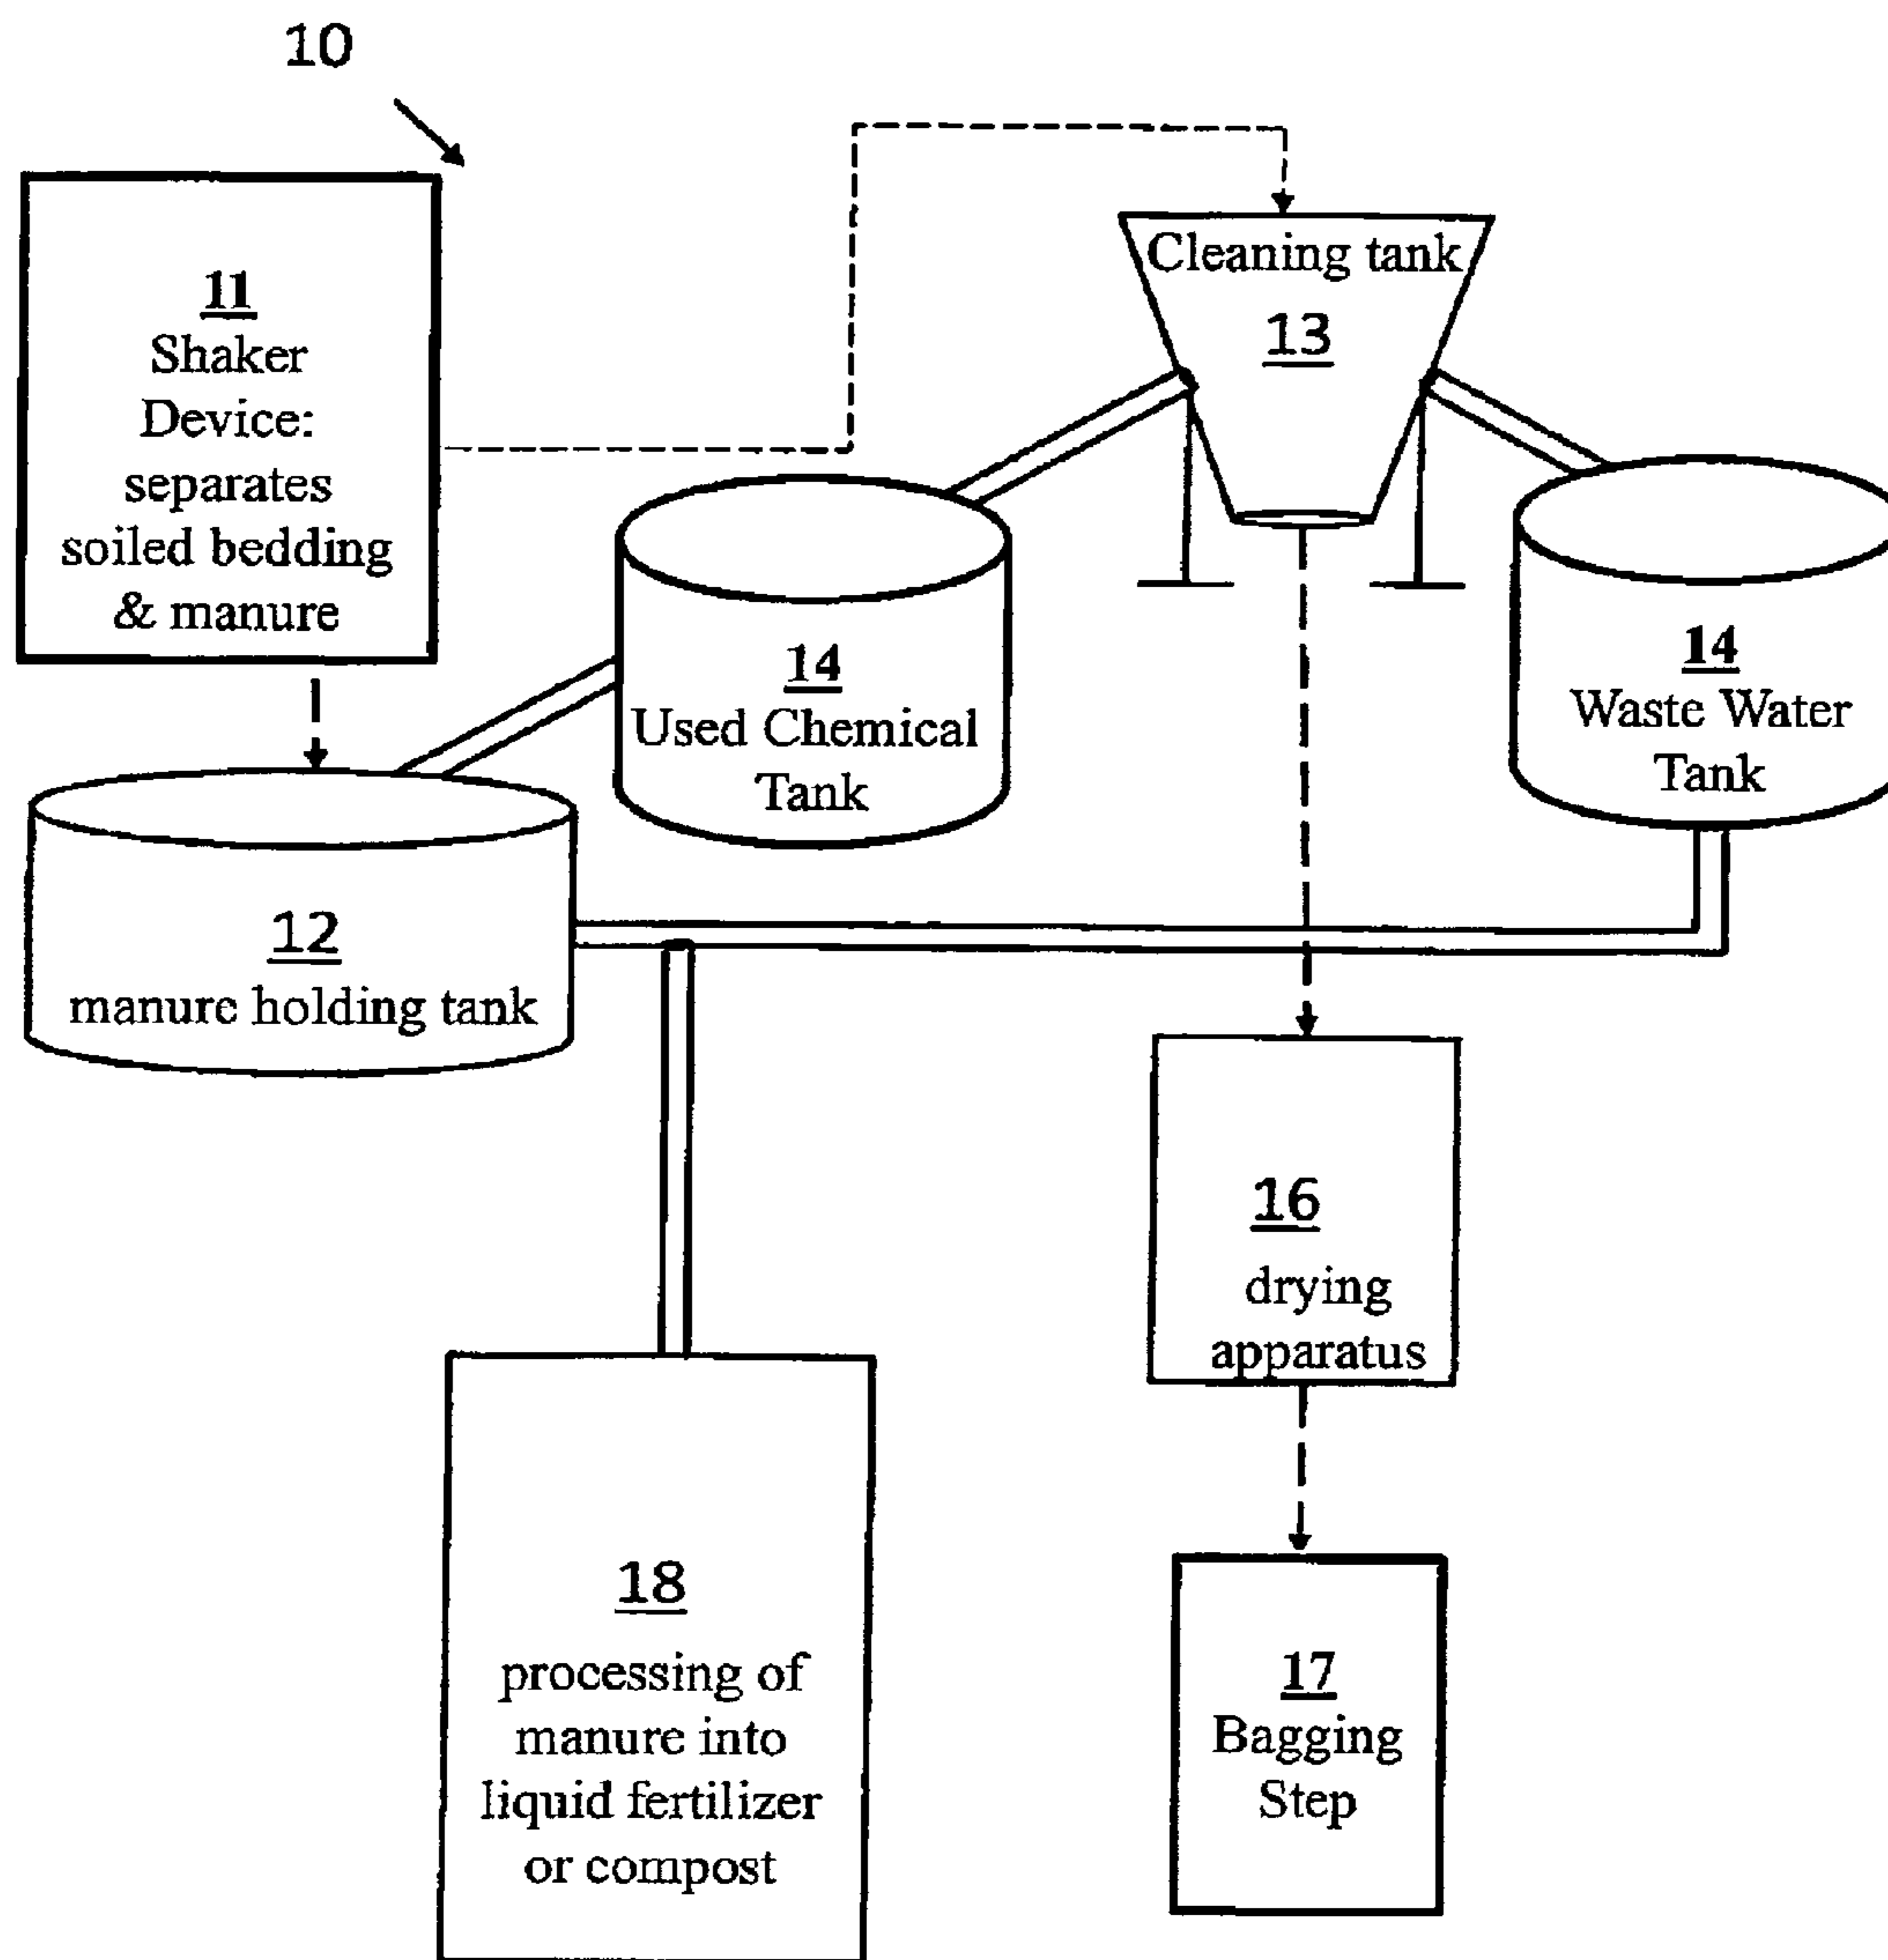 10
11
Shaker
Device:
separates
soiled bedding
& manure
Cleaning tank
13
14
Used Chemical
Tank
14
Waste Water
Tank
12
manure holding tank
16
drying
apparatus
18
processing of
manure into
liquid fertilizer
or compost
17
Bagging
Step